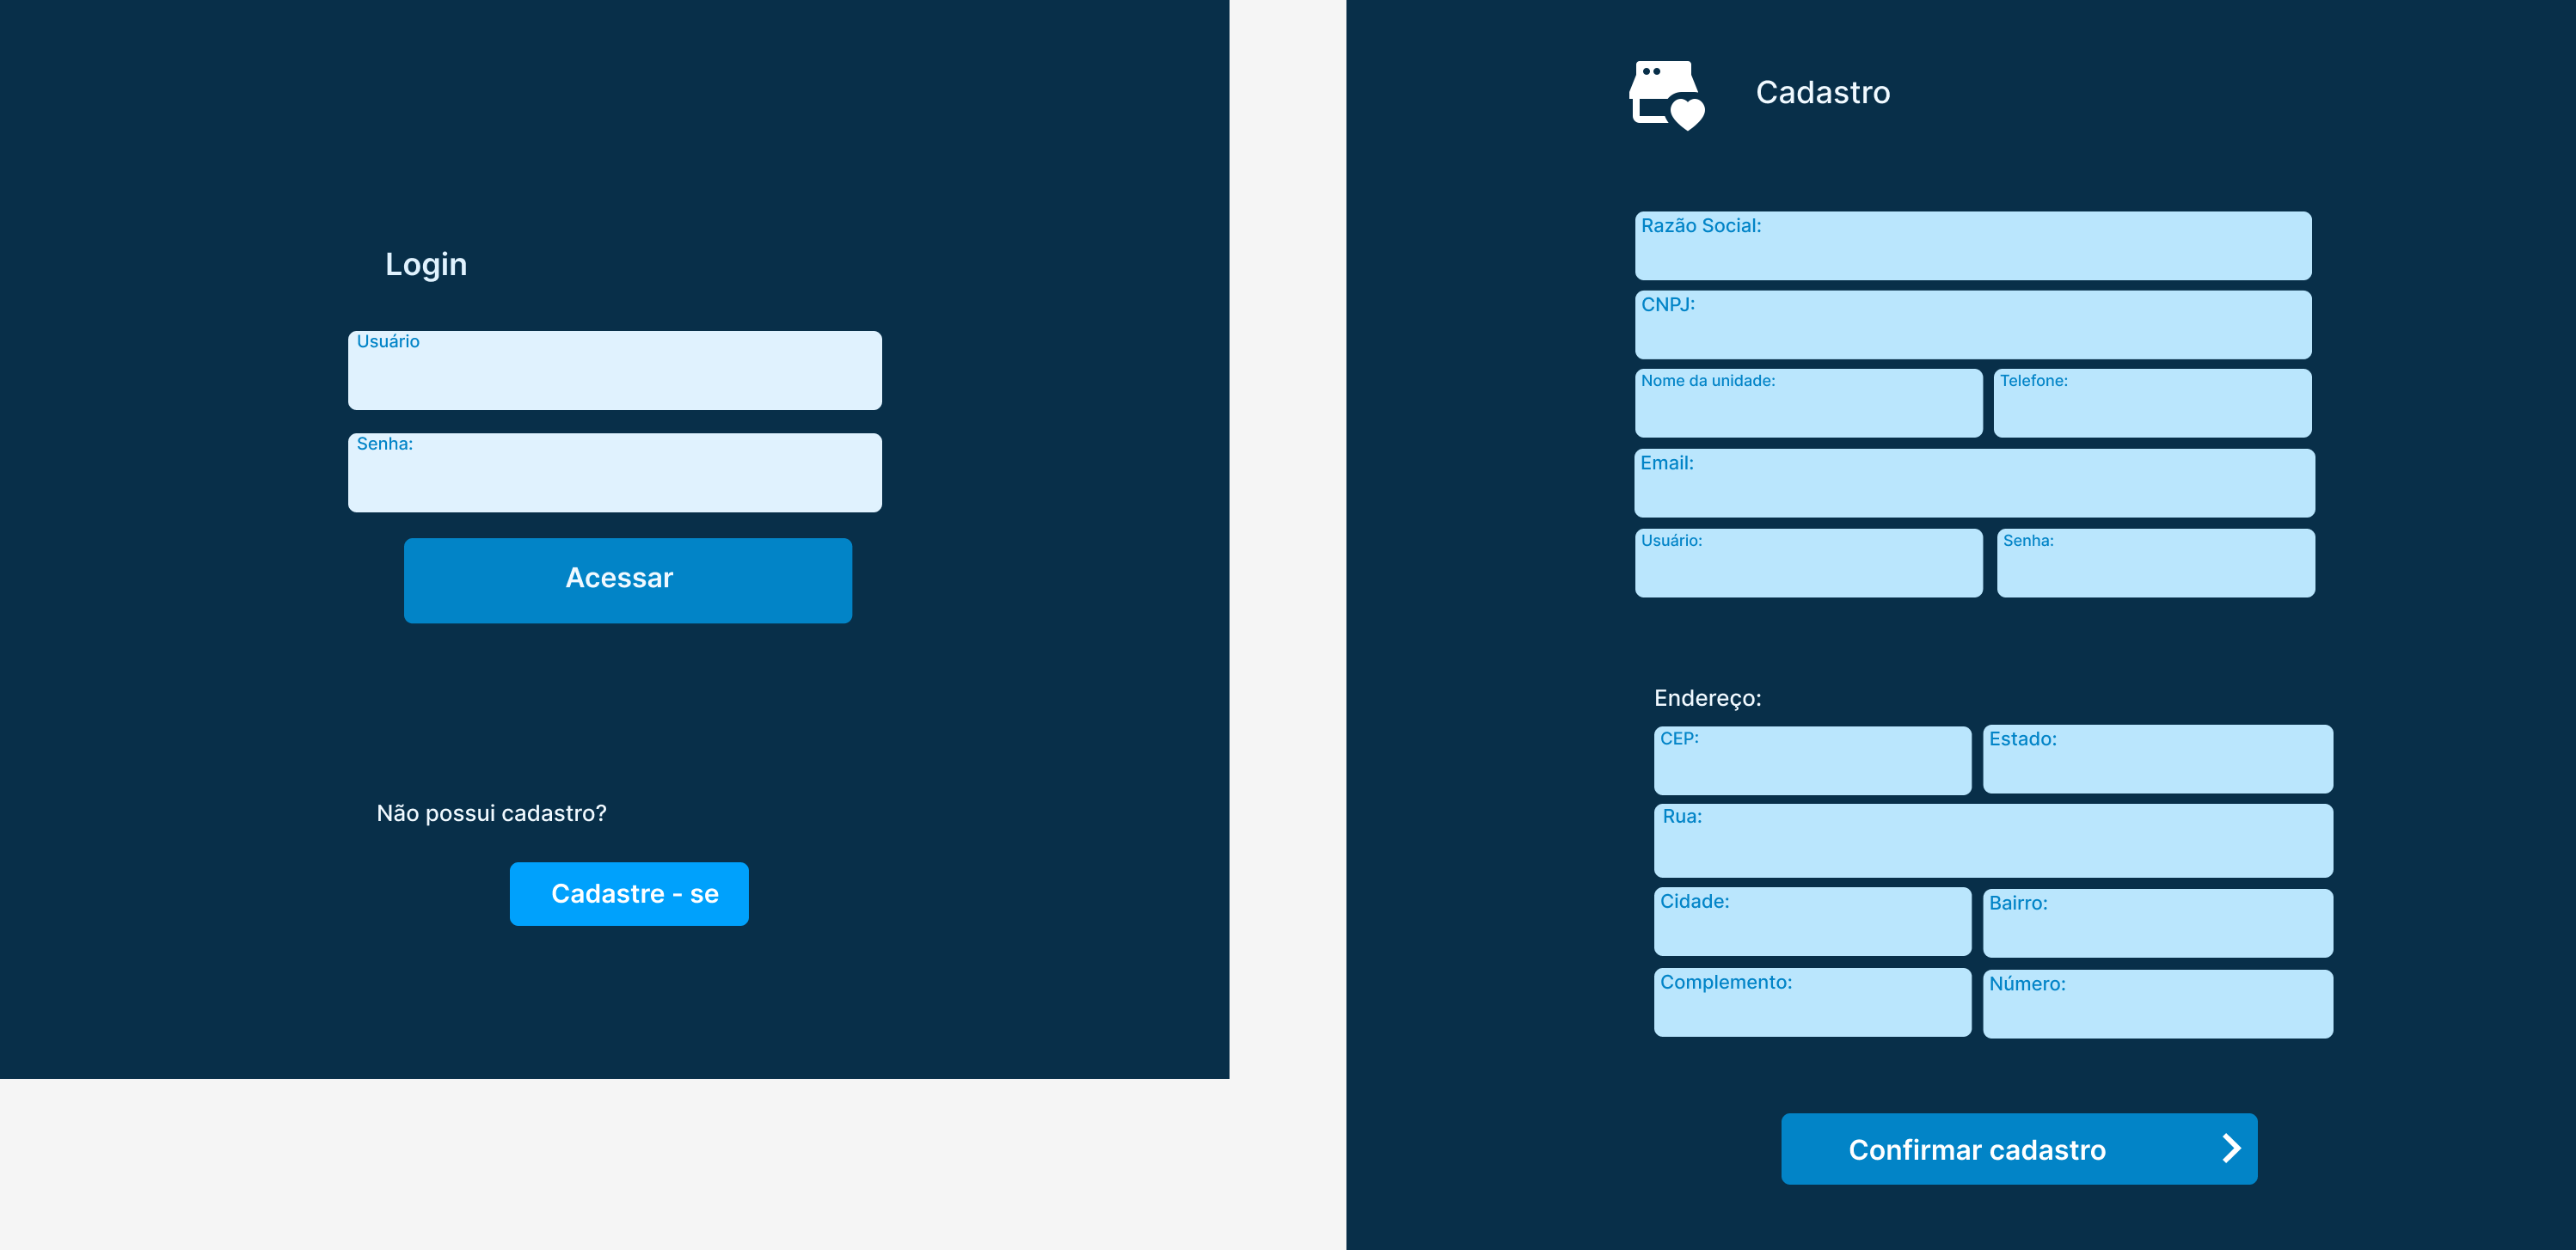 Login
Usuário
Senha:
Acessar
Não possui cadastro?
Cadastre - se
Cadastro
Razão Social:
CNPJ:
Nome da unidade:
Telefone:
Email:
Usuário:
Senha:
Endereço:
CEP:
Estado:
Rua:
Cidade:
Bairro:
Complemento:
Número:
Confirmar cadastro